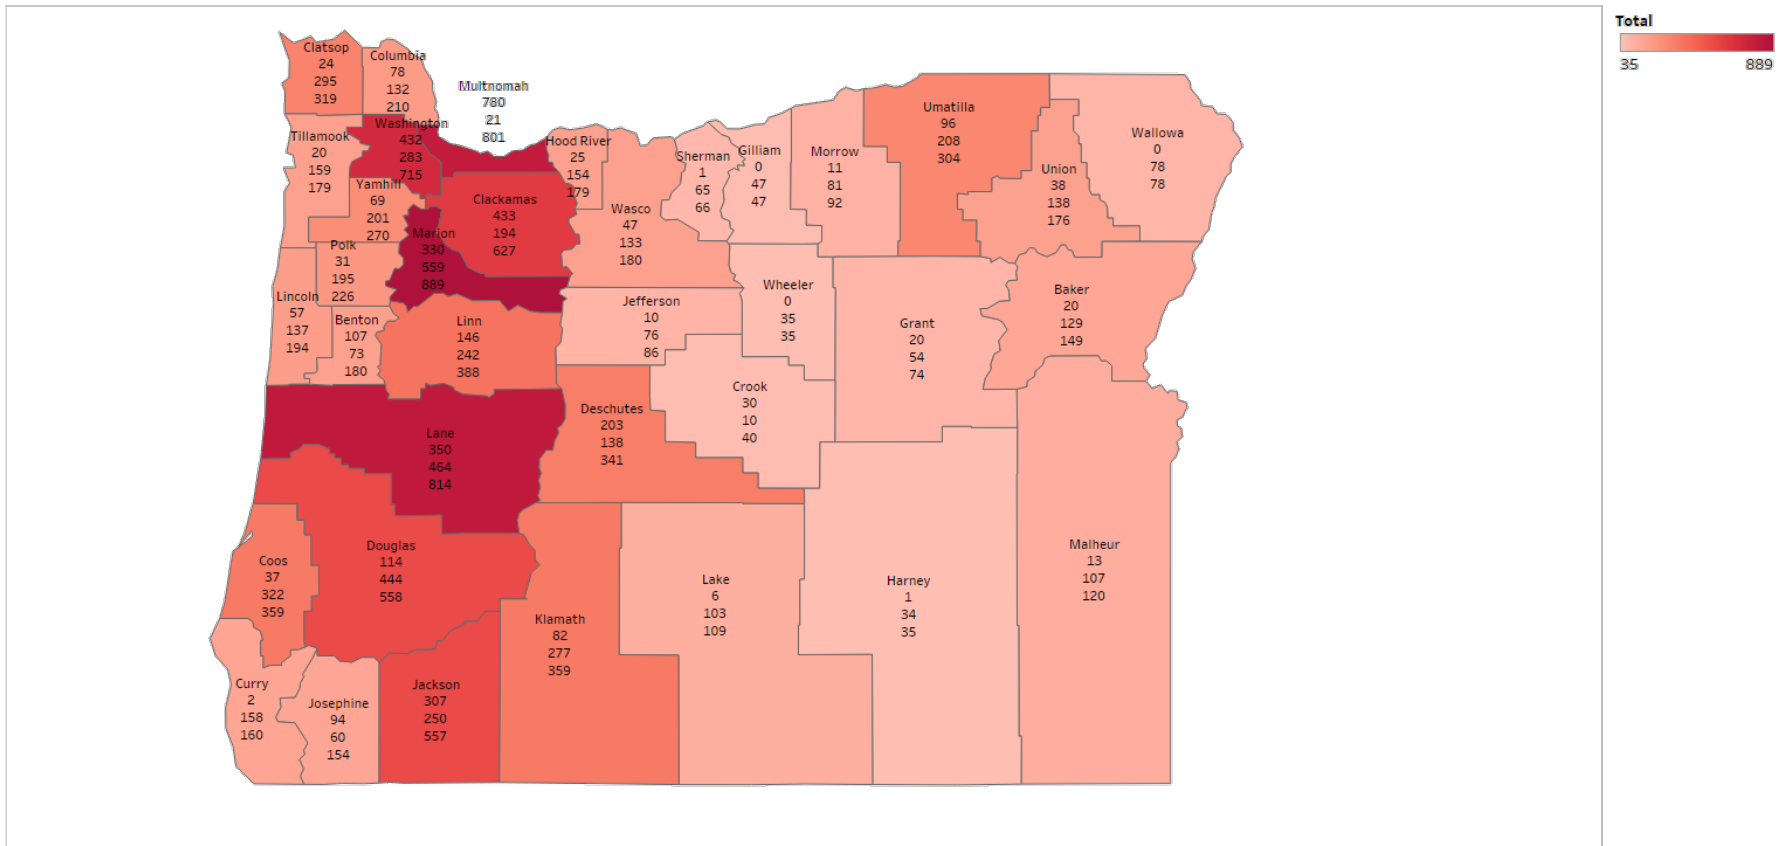 Total
35 889
Clatsop
24
295
319
Columbia
78
132
210
Multnomah
780
21
801
Washington
432
283
715
Tillamook
20
159
179
Hood River
25
154
179
Sherman
1
65
66
Gilliam
0
47
47
Morrow
11
81
92
Umatilla
96
208
304
Union
38
138
176
Wallowa
0
78
78
Yamhill
69
201
270
Clackamas
433
194
627
Wasco
47
133
180
Marion
330
559
889
Polk
31
195
226
Lincoln
57
137
194
Benton
107
73
180
Linn
146
242
388
Jefferson
10
76
86
Wheeler
0
35
35
Grant
20
54
74
Baker
20
129
149
Crook
30
10
40
Deschutes
203
138
341
Lane
350
464
814
Douglas
114
444
558
Coos
37
322
359
Klamath
82
277
359
Lake
6
103
109
Harney
1
34
35
Malheur
13
107
120
Curry
2
158
160
Josephine
94
60
154
Jackson
307
250
557